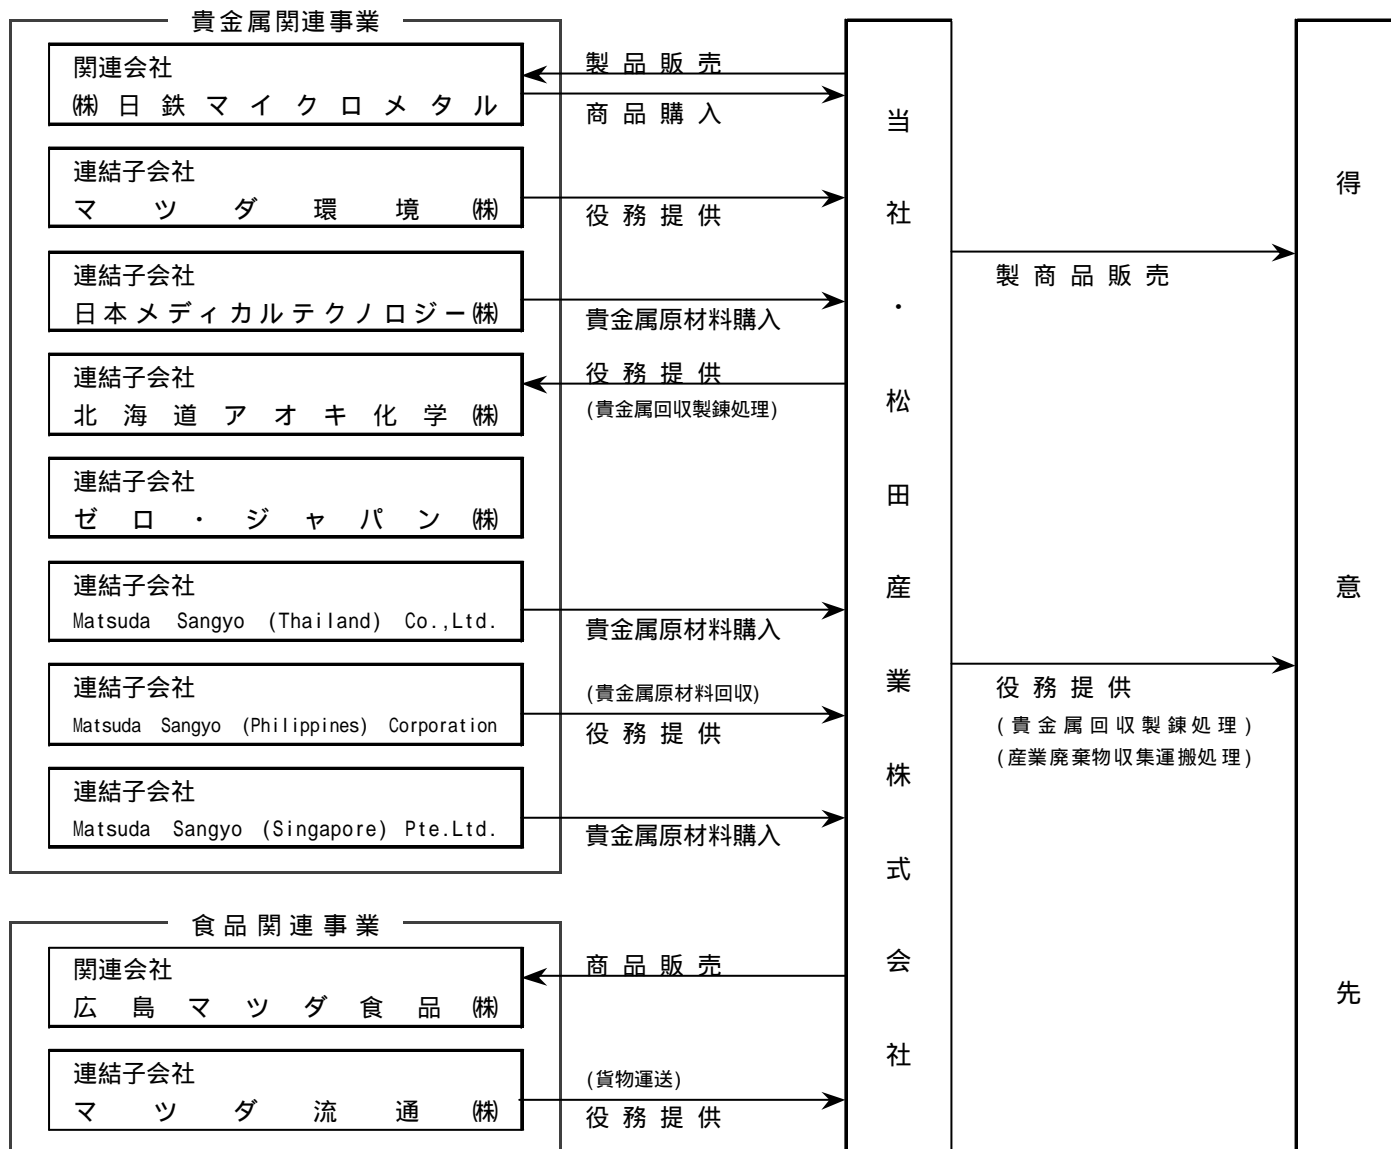 貴金属関連事業
関連会社
㈱日鉄マイクロメタル
製品販売
商品購入
連結子会社
マツダ環境㈱
役務提供
連結子会社
日本メディカルテクノロジー㈱
貴金属原材料購入
連結子会社
北海道アオキ化学㈱
役務提供
(貴金属回収製錬処理)
連結子会社
ゼロ・ジャパン㈱
連結子会社
Matsuda Sangyo (Thailand) Co.,Ltd.
貴金属原材料購入
連結子会社
Matsuda Sangyo (Philippines) Corporation
(貴金属原材料回収)
役務提供
連結子会社
Matsuda Sangyo (Singapore) Pte.Ltd.
貴金属原材料購入
食品関連事業
関連会社
広島マツダ食品㈱
商品販売
連結子会社
マツダ流通㈱
(貨物運送)
役務提供
当社・松田産業株式会社
製商品販売
役務提供
(貴金属回収製錬処理)
(産業廃棄物収集運搬処理)
得意先